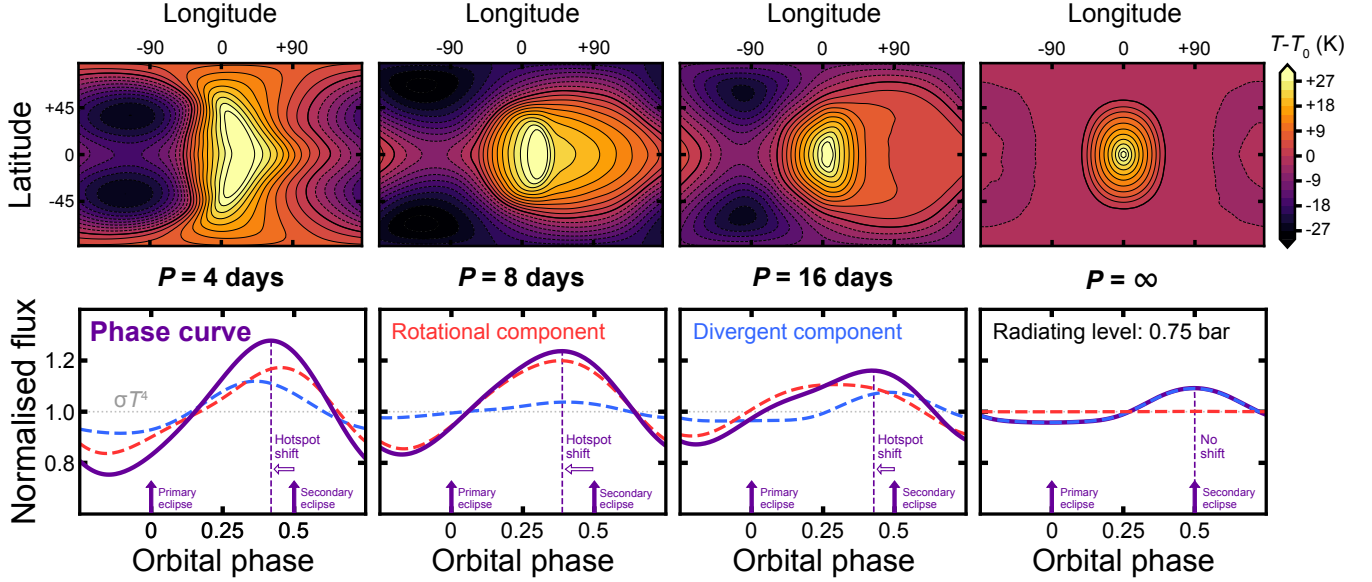 Longitude Longitude Longitude Longitude
-90 0 +90 -90 0 +90 -90 0 +90 -90 0 +90
T-T₀ (K)
Latitude
+45
0
-45
+27
+18
+9
0
-9
-18
-27
P = 4 days P = 8 days P = 16 days P = ∞
Normalised flux
1.2
1.0
0.8
Phase curve
σT⁴
Hotspot
shift
Primary
eclipse
Secondary
eclipse
0 0.25 0.5
Orbital phase
Rotational component
Hotspot
shift
Primary
eclipse
Secondary
eclipse
0 0.25 0.5
Orbital phase
Divergent component
Hotspot
shift
Primary
eclipse
Secondary
eclipse
0 0.25 0.5
Orbital phase
Radiating level: 0.75 bar
No
shift
Primary
eclipse
Secondary
eclipse
0 0.25 0.5
Orbital phase